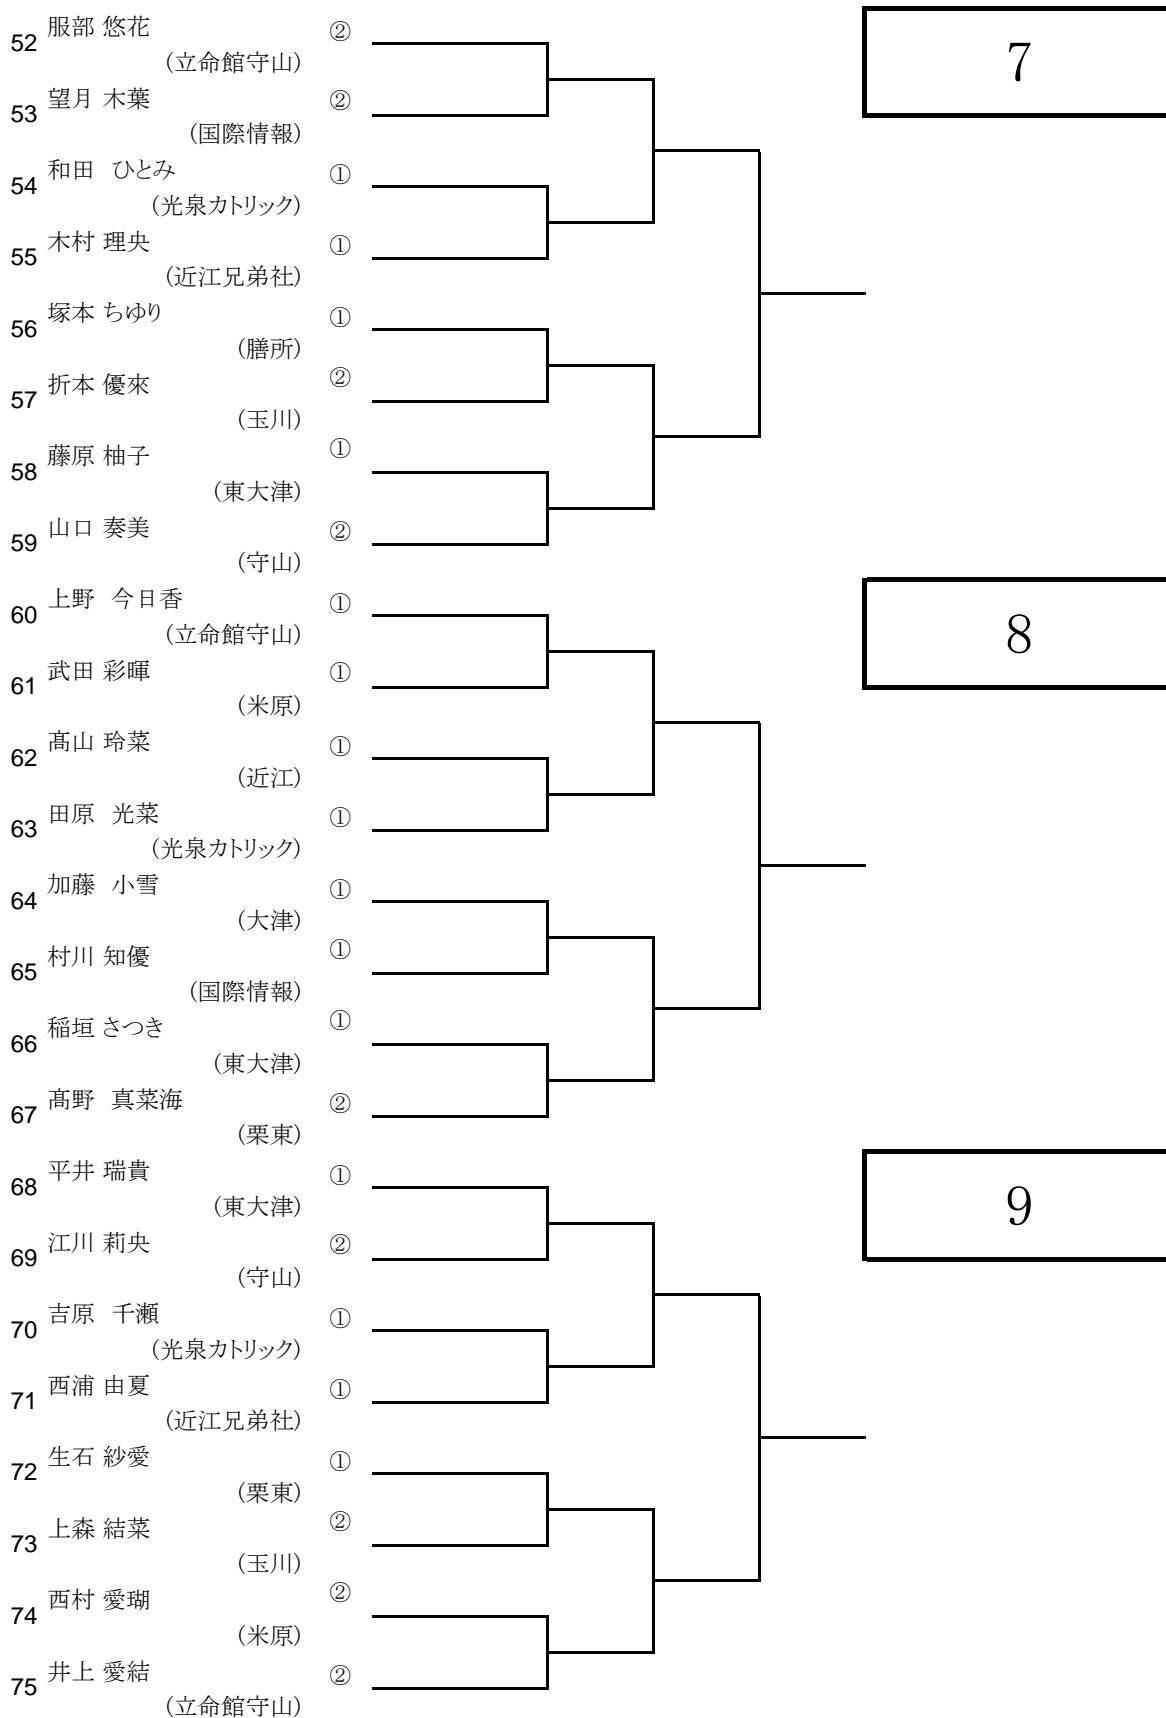 52 服部 悠花 ②
(立命館守山)
7
53 望月 木葉 ②
(国際情報)
54 和田　ひとみ ①
(光泉カトリック)
55 木村 理央 ①
(近江兄弟社)
56 塚本 ちゆり ①
(膳所)
57 折本 優來 ②
(玉川)
58 藤原 柚子 ①
(東大津)
59 山口 奏美 ②
(守山)
60 上野　今日香 ①
(立命館守山)
8
61 武田 彩暉 ①
(米原)
62 髙山 玲菜 ①
(近江)
63 田原　光菜 ①
(光泉カトリック)
64 加藤　小雪 ①
(大津)
65 村川 知優 ①
(国際情報)
66 稲垣 さつき ①
(東大津)
67 髙野　真菜海 ②
(栗東)
68 平井 瑞貴 ①
(東大津)
9
69 江川 莉央 ②
(守山)
70 吉原　千瀬 ①
(光泉カトリック)
71 西浦 由夏 ①
(近江兄弟社)
72 生石 紗愛 ①
(栗東)
73 上森 結菜 ②
(玉川)
74 西村 愛瑚 ②
(米原)
75 井上 愛結 ②
(立命館守山)